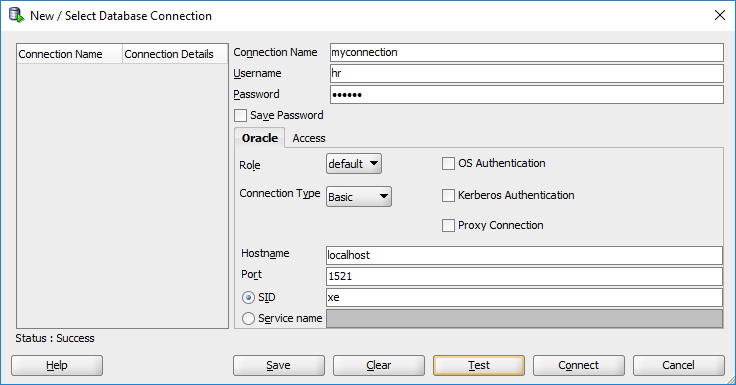 New / Select Database Connection
Connection Name Connection Details
Connection Name myconnection
Username hr
Password ••••••
Save Password
Oracle Access
Role default OS Authentication
Connection Type Basic Kerberos Authentication
Proxy Connection
Hostname localhost
Port 1521
SID xe
Service name
Status : Success
Help Save Clear Test Connect Cancel